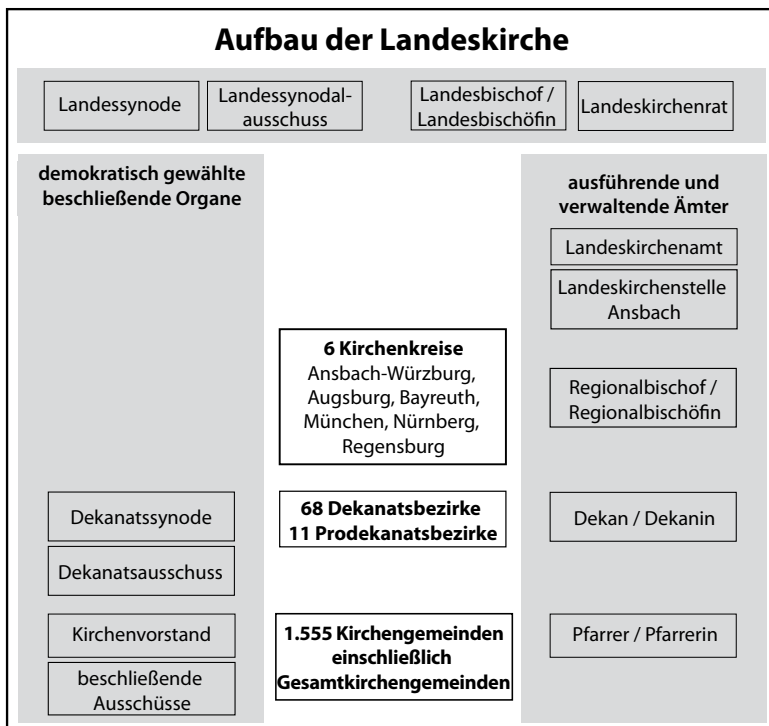 Aufbau der Landeskirche
Landessynode
Landessynodal-
ausschuss
Landesbischof /
Landesbischöfin
Landeskirchenrat
demokratisch gewählte
beschließende Organe
ausführende und
verwaltende Ämter
Landeskirchenamt
Landeskirchenstelle
Ansbach
6 Kirchenkreise
Ansbach-Würzburg,
Augsburg, Bayreuth,
München, Nürnberg,
Regensburg
Regionalbischof /
Regionalbischöfin
Dekanatssynode
Dekanatsausschuss
68 Dekanatsbezirke
11 Prodekanatsbezirke
Dekan / Dekanin
Kirchenvorstand
beschließende
Ausschüsse
1.555 Kirchengemeinden
einschließlich
Gesamtkirchengemeinden
Pfarrer / Pfarrerin